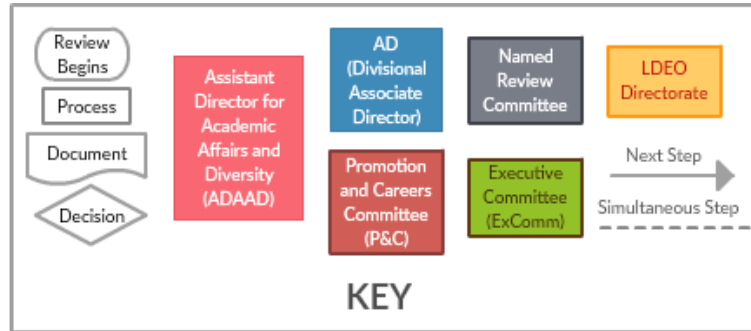 Review
Begins
Process
Document
Decision
Assistant
Director for
Academic
Affairs and
Diversity
(ADAAD)
AD
(Divisional
Associate
Director)
Promotion
and Careers
Committee
(P&C)
Named
Review
Committee
Executive
Committee
(ExComm)
LDEO
Directorate
Next Step
Simultaneous Step
KEY